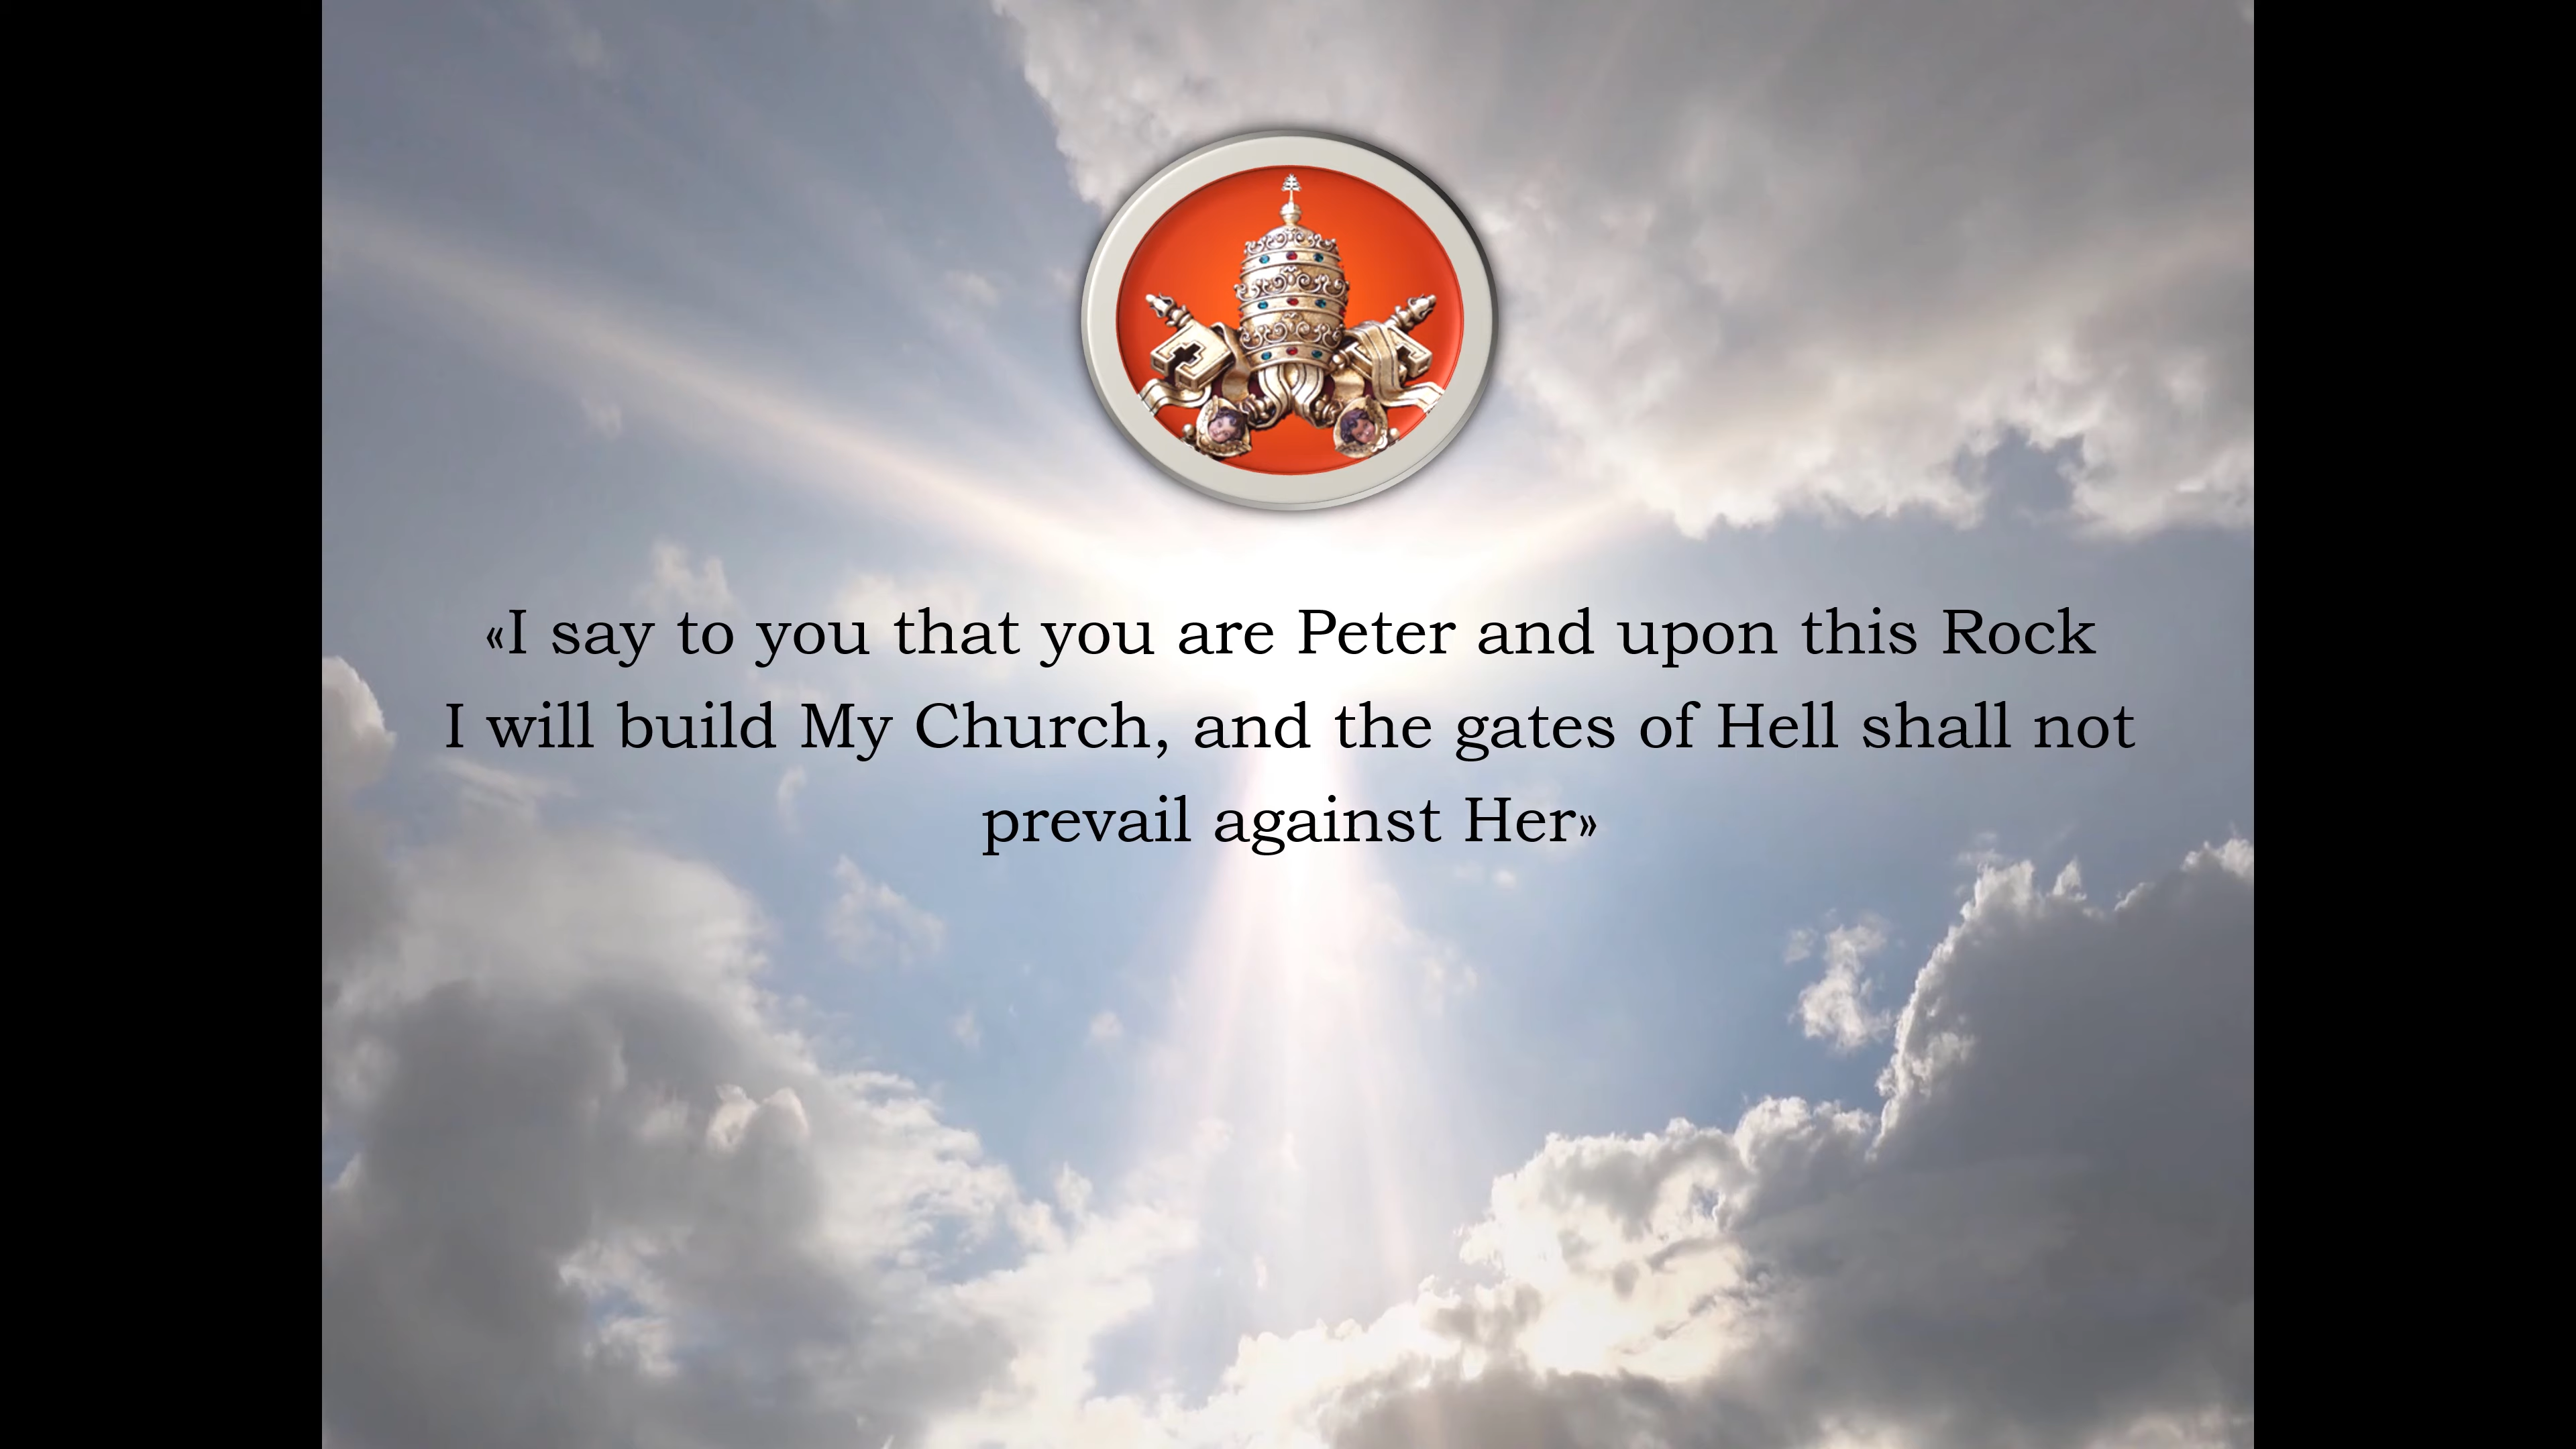 «I say to you that you are Peter and upon this Rock
I will build My Church, and the gates of Hell shall not
prevail against Her»